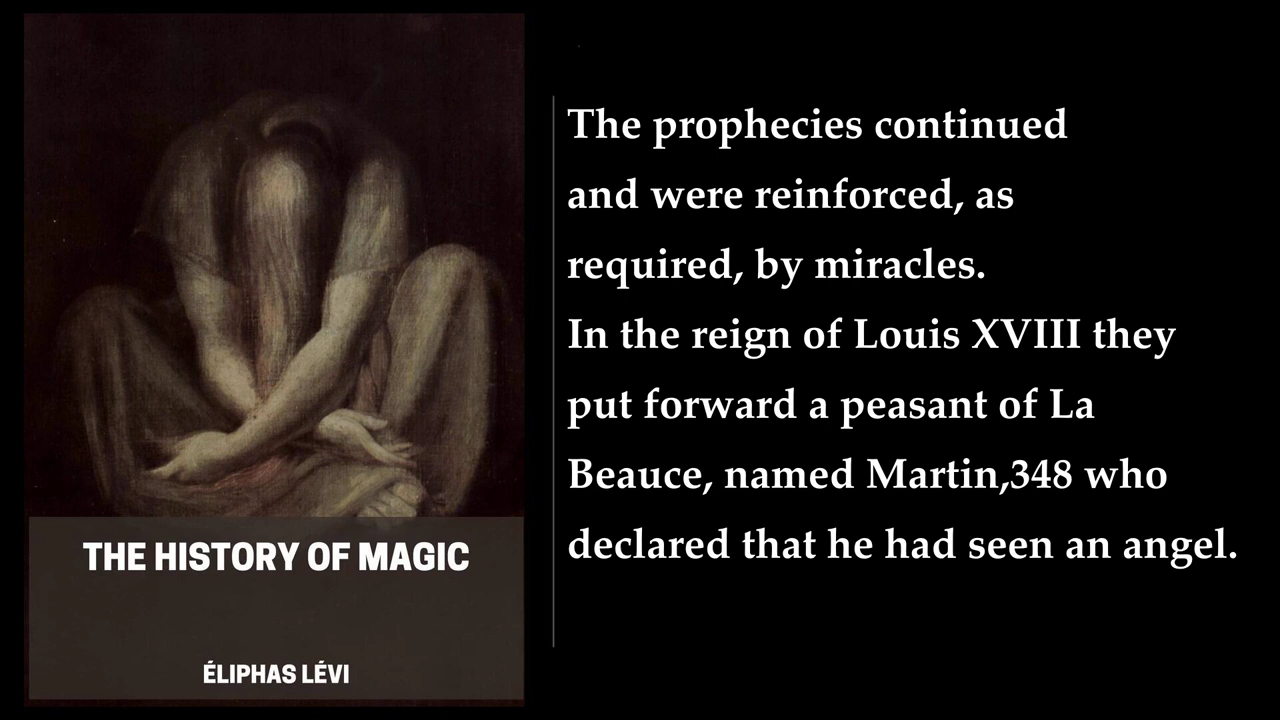 THE HISTORY OF MAGIC
ÉLIPHAS LÉVI
The prophecies continued
and were reinforced, as
required, by miracles.
In the reign of Louis XVIII they
put forward a peasant of La
Beauce, named Martin,348 who
declared that he had seen an angel.